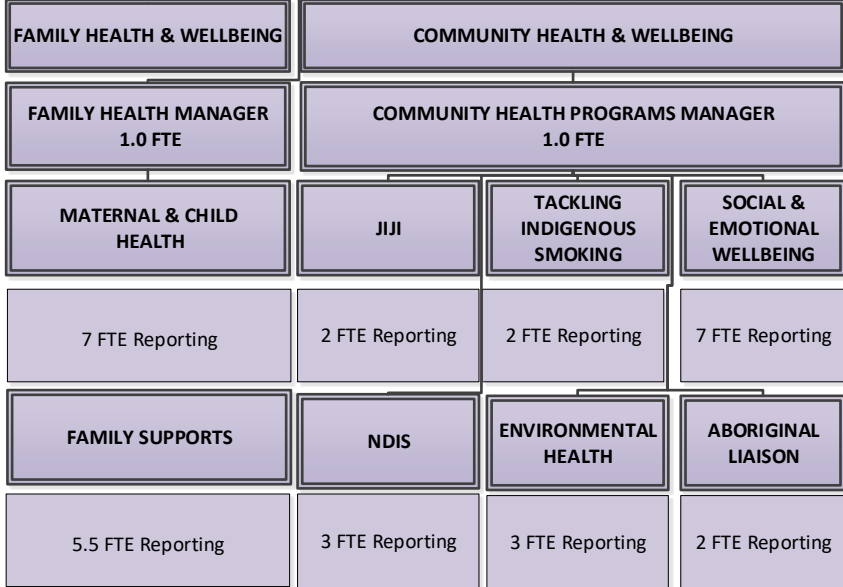 FAMILY HEALTH & WELLBEING
COMMUNITY HEALTH & WELLBEING
FAMILY HEALTH MANAGER
1.0 FTE
COMMUNITY HEALTH PROGRAMS MANAGER
1.0 FTE
MATERNAL & CHILD
HEALTH
JIJI
TACKLING
INDIGENOUS
SMOKING
SOCIAL &
EMOTIONAL
WELLBEING
7 FTE Reporting
2 FTE Reporting
2 FTE Reporting
7 FTE Reporting
FAMILY SUPPORTS
NDIS
ENVIRONMENTAL
HEALTH
ABORIGINAL
LIAISON
5.5 FTE Reporting
3 FTE Reporting
3 FTE Reporting
2 FTE Reporting